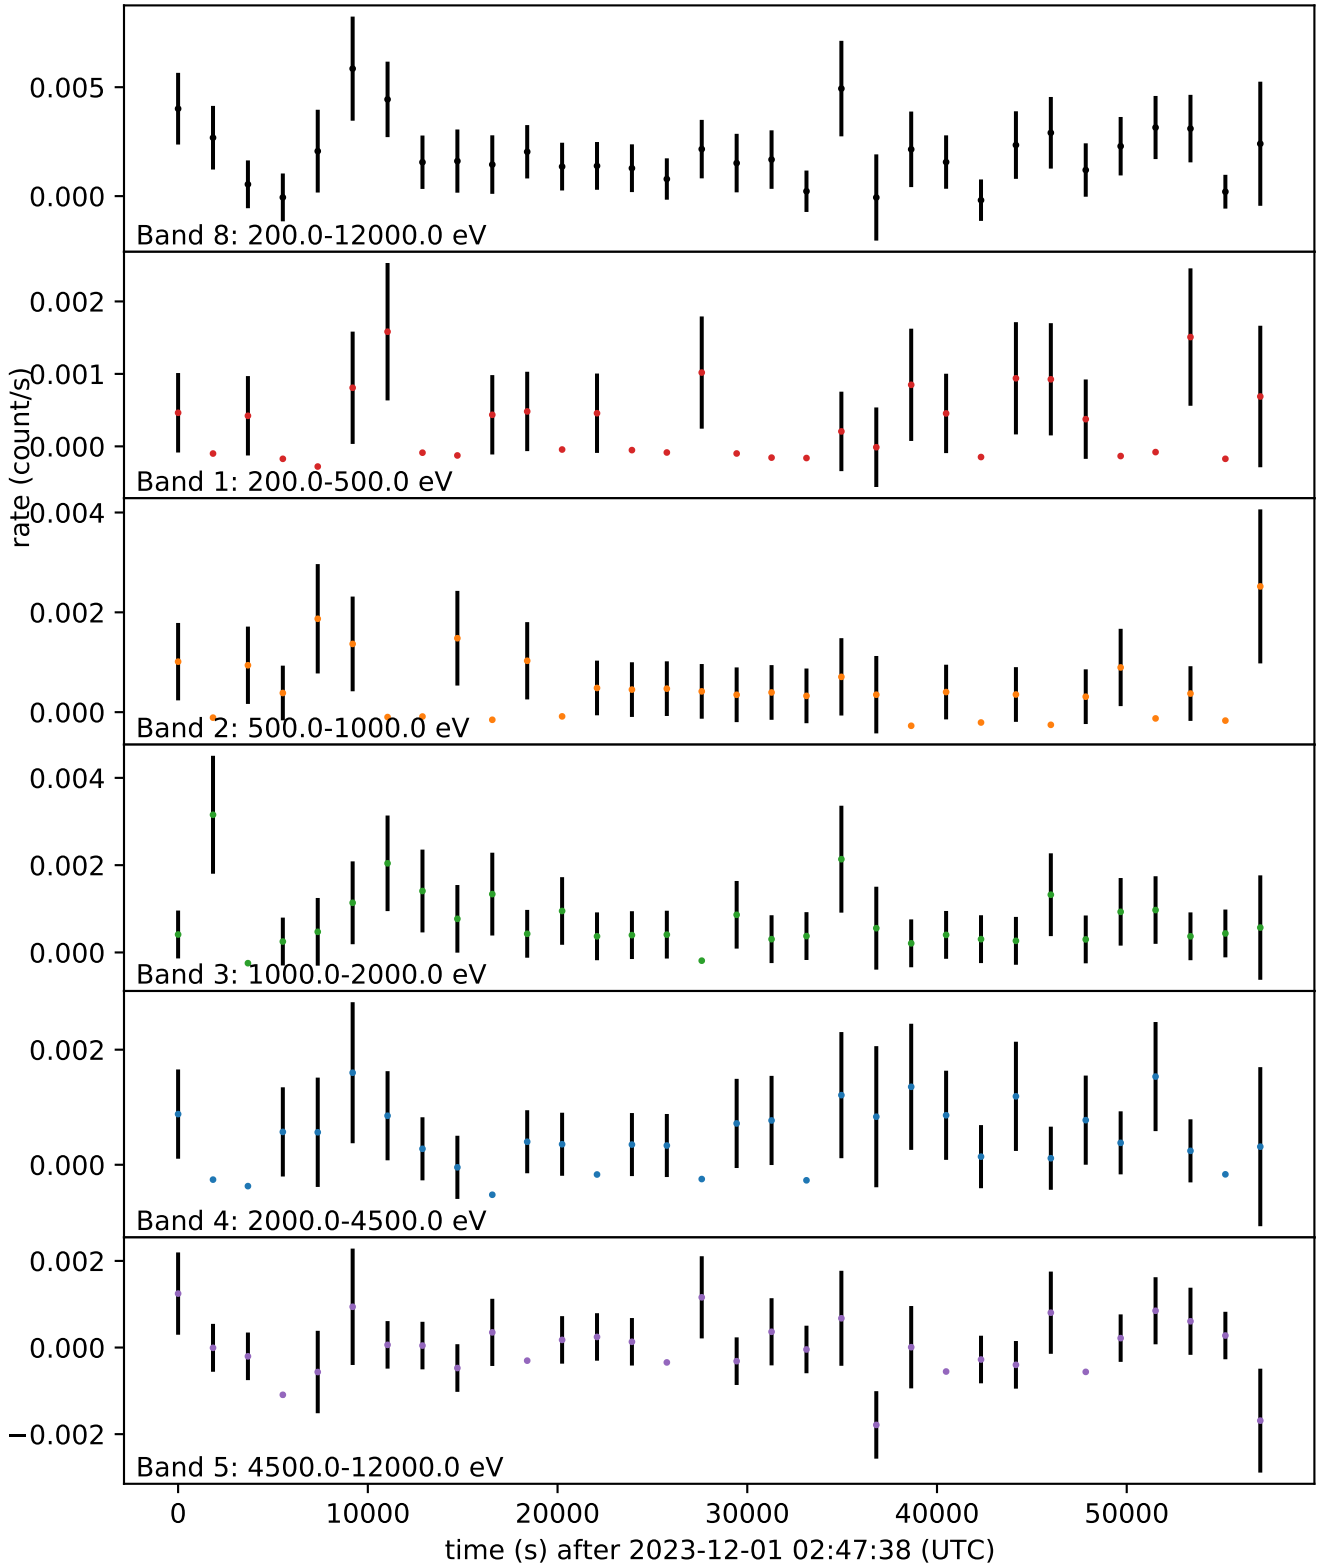 0.005
0.000
Band 8: 200.0-12000.0 eV
0.002
0.001
0.000
Band 1: 200.0-500.0 eV
rate (count/s)
0.004
0.002
0.000
Band 2: 500.0-1000.0 eV
0.004
0.002
0.000
Band 3: 1000.0-2000.0 eV
0.002
0.000
Band 4: 2000.0-4500.0 eV
0.002
0.000
−0.002
Band 5: 4500.0-12000.0 eV
0 10000 20000 30000 40000 50000
time (s) after 2023-12-01 02:47:38 (UTC)